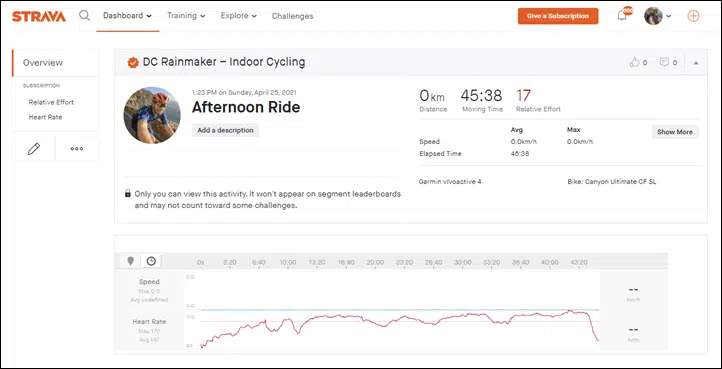 STRAVA
Dashboard
Training
Explore
Challenges
Give a Subscription
Overview
SUBSCRIPTION
Relative Effort
Heart Rate
DC Rainmaker – Indoor Cycling
0
0
1:23 PM on Sunday, April 25, 2021
Afternoon Ride
Add a description
Only you can view this activity. It won't appear on segment leaderboards
and may not count toward some challenges.
0km
45:38
17
Distance
Moving Time
Relative Effort
Avg
Max
Show More
Speed
0.0km/h
0.0km/h
Elapsed Time
45:38
Garmin vívoactive 4
Bike: Canyon Ultimate CF SL
0s 3:20 6:40 10:00 13:20 16:40 20:00 23:20 26:40 30:00 33:20 36:40 40:00 43:20
Speed
Max 0.0
Avg undefined
0.0
--
km/h
Heart Rate
Max 170
Avg 147
170
--